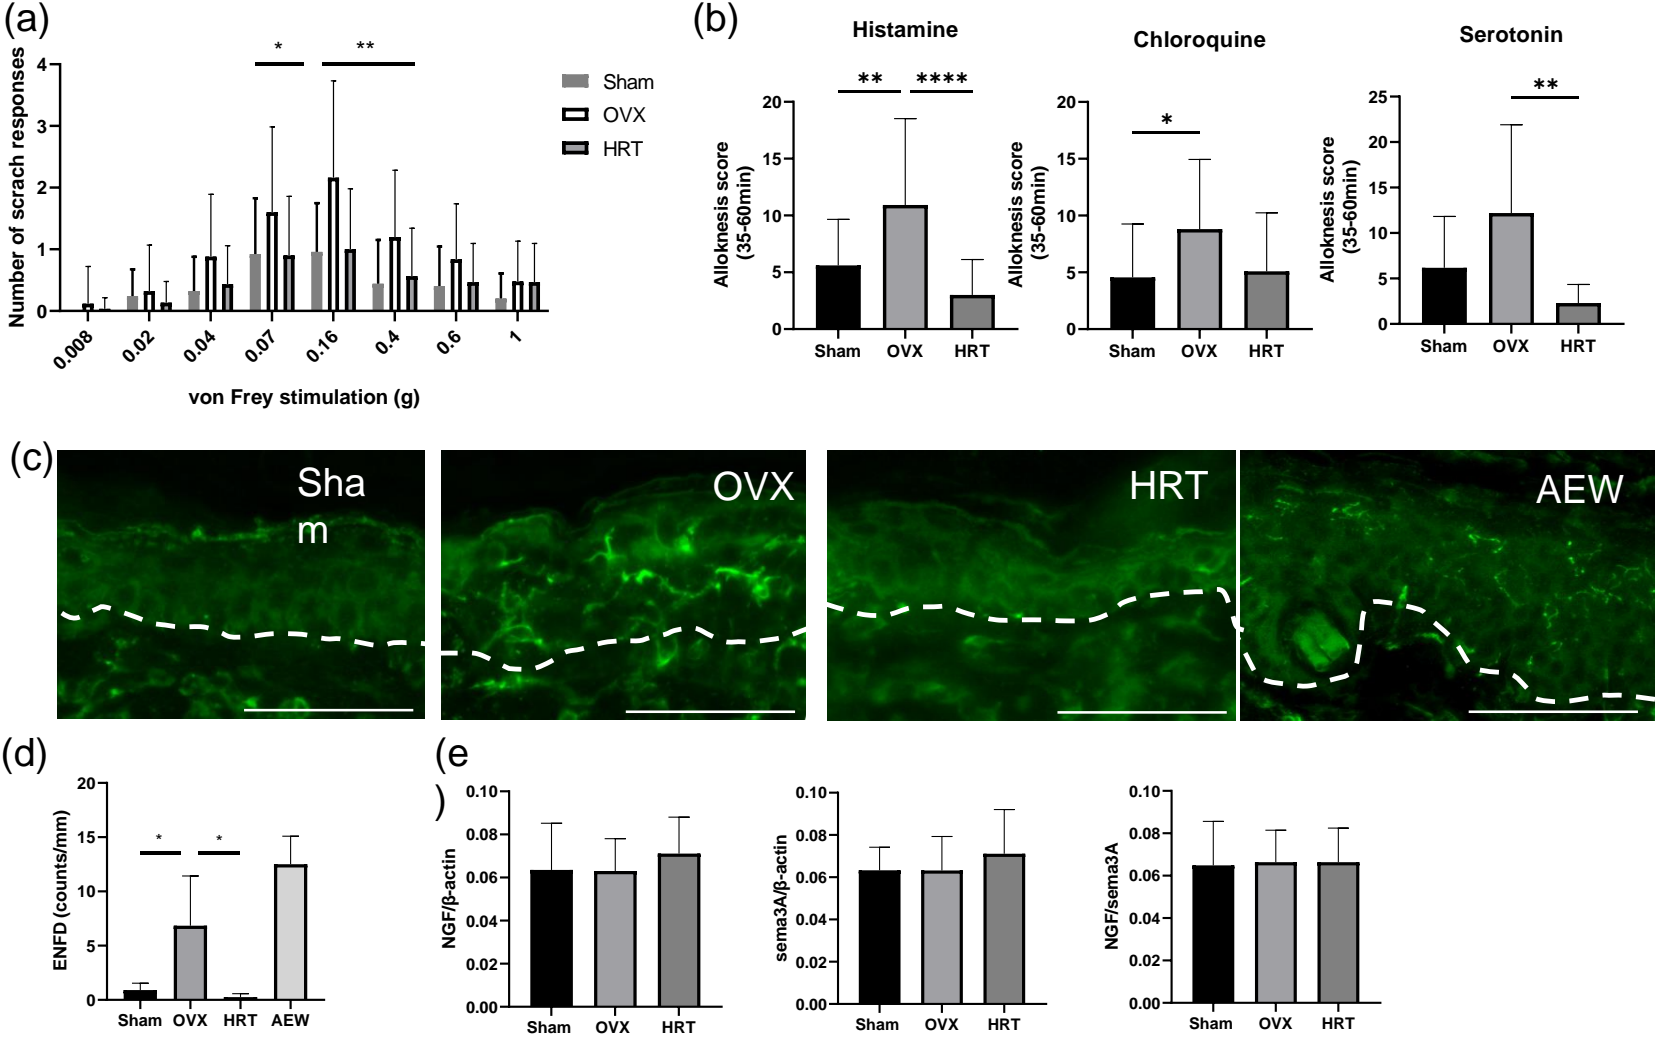 (a)
Number of scrach responses
4
3
2
1
0
* **
0.008 0.02 0.04 0.07 0.16 0.4 0.6 1
von Frey stimulation (g)
Sham
OVX
HRT
(b)
Histamine
** ****
Alloknesis score
(35-60min)
20
15
10
5
0
Sham OVX HRT
Chloroquine
*
Alloknesis score
(35-60min)
20
15
10
5
0
Sham OVX HRT
Serotonin
**
Alloknesis score
(35-60min)
25
20
15
10
5
0
Sham OVX HRT
(c)
Sha
m
OVX
HRT
AEW
(d)
ENFD (counts/mm)
20
15
10
5
0
* *
Sham OVX HRT AEW
(e
)
NGF/β-actin
0.10
0.08
0.06
0.04
0.02
0.00
Sham OVX HRT
sema3A/β-actin
0.10
0.08
0.06
0.04
0.02
0.00
Sham OVX HRT
NGF/sema3A
0.10
0.08
0.06
0.04
0.02
0.00
Sham OVX HRT